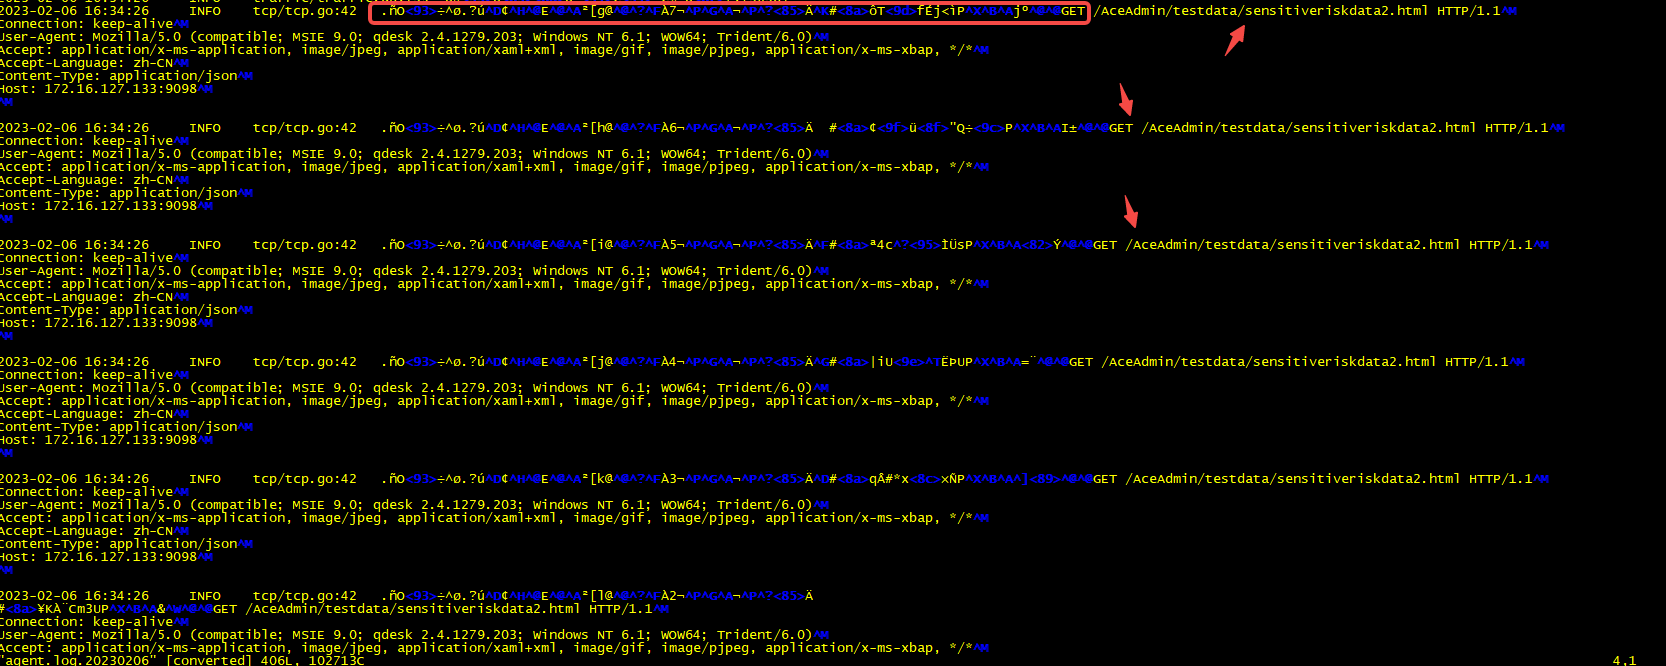 2023-02-06 16:34:26     INFO    tcp/tcp.go:42   .ñO<93>÷^ø.?ú^D¢^H^@E^@^Aª[g@^@^?^FÀ7¬^P^G^A¬^P^?<85>Ä^K#<8a>ôT<9d>fÉj<ìP^X^B^Ajº^@^@GET /AceAdmin/testdata/sensitiveriskdata2.html HTTP/1.1^M
Connection: keep-alive^M
User-Agent: Mozilla/5.0 (compatible; MSIE 9.0; qdesk 2.4.1279.203; Windows NT 6.1; WOW64; Trident/6.0)^M
Accept: application/x-ms-application, image/jpeg, application/xaml+xml, image/gif, image/pjpeg, application/x-ms-xbap, */*^M
Accept-Language: zh-CN^M
Content-Type: application/json^M
Host: 172.16.127.133:9098^M
^M
2023-02-06 16:34:26     INFO    tcp/tcp.go:42   .ñO<93>÷^ø.?ú^D¢^H^@E^@^Aª[h@^@^?^FÀ6¬^P^G^A¬^P^?<85>Ä  #<8a>¢<9f>ü<8f>"Q÷<9c>P^X^B^AI±^@^@GET /AceAdmin/testdata/sensitiveriskdata2.html HTTP/1.1^M
Connection: keep-alive^M
User-Agent: Mozilla/5.0 (compatible; MSIE 9.0; qdesk 2.4.1279.203; Windows NT 6.1; WOW64; Trident/6.0)^M
Accept: application/x-ms-application, image/jpeg, application/xaml+xml, image/gif, image/pjpeg, application/x-ms-xbap, */*^M
Accept-Language: zh-CN^M
Content-Type: application/json^M
Host: 172.16.127.133:9098^M
^M
2023-02-06 16:34:26     INFO    tcp/tcp.go:42   .ñO<93>÷^ø.?ú^D¢^H^@E^@^Aª[i@^@^?^FÀ5¬^P^G^A¬^P^?<85>Ä^F#<8a>ª4c^?<95>ÌÜsP^X^B^A<82>Ý^@^@GET /AceAdmin/testdata/sensitiveriskdata2.html HTTP/1.1^M
Connection: keep-alive^M
User-Agent: Mozilla/5.0 (compatible; MSIE 9.0; qdesk 2.4.1279.203; Windows NT 6.1; WOW64; Trident/6.0)^M
Accept: application/x-ms-application, image/jpeg, application/xaml+xml, image/gif, image/pjpeg, application/x-ms-xbap, */*^M
Accept-Language: zh-CN^M
Content-Type: application/json^M
Host: 172.16.127.133:9098^M
^M
2023-02-06 16:34:26     INFO    tcp/tcp.go:42   .ñO<93>÷^ø.?ú^D¢^H^@E^@^Aª[j@^@^?^FÀ4¬^P^G^A¬^P^?<85>Ä^G#<8a>|iU<9e>^TËÞUP^X^B^A=¨^@^@GET /AceAdmin/testdata/sensitiveriskdata2.html HTTP/1.1^M
Connection: keep-alive^M
User-Agent: Mozilla/5.0 (compatible; MSIE 9.0; qdesk 2.4.1279.203; Windows NT 6.1; WOW64; Trident/6.0)^M
Accept: application/x-ms-application, image/jpeg, application/xaml+xml, image/gif, image/pjpeg, application/x-ms-xbap, */*^M
Accept-Language: zh-CN^M
Content-Type: application/json^M
Host: 172.16.127.133:9098^M
^M
2023-02-06 16:34:26     INFO    tcp/tcp.go:42   .ñO<93>÷^ø.?ú^D¢^H^@E^@^Aª[k@^@^?^FÀ3¬^P^G^A¬^P^?<85>Ä^D#<8a>qÅ#*x<8c>xÑP^X^B^A^]<89>^@^@GET /AceAdmin/testdata/sensitiveriskdata2.html HTTP/1.1^M
Connection: keep-alive^M
User-Agent: Mozilla/5.0 (compatible; MSIE 9.0; qdesk 2.4.1279.203; Windows NT 6.1; WOW64; Trident/6.0)^M
Accept: application/x-ms-application, image/jpeg, application/xaml+xml, image/gif, image/pjpeg, application/x-ms-xbap, */*^M
Accept-Language: zh-CN^M
Content-Type: application/json^M
Host: 172.16.127.133:9098^M
^M
2023-02-06 16:34:26     INFO    tcp/tcp.go:42   .ñO<93>÷^ø.?ú^D¢^H^@E^@^Aª[l@^@^?^FÀ2¬^P^G^A¬^P^?<85>Ä
#<8a>¥KÀ¨Cm3UP^X^B^A&^W^@^@GET /AceAdmin/testdata/sensitiveriskdata2.html HTTP/1.1^M
Connection: keep-alive^M
User-Agent: Mozilla/5.0 (compatible; MSIE 9.0; qdesk 2.4.1279.203; Windows NT 6.1; WOW64; Trident/6.0)^M
Accept: application/x-ms-application, image/jpeg, application/xaml+xml, image/gif, image/pjpeg, application/x-ms-xbap, */*^M
"agent.log.20230206" [converted] 406L, 102713C    4,1